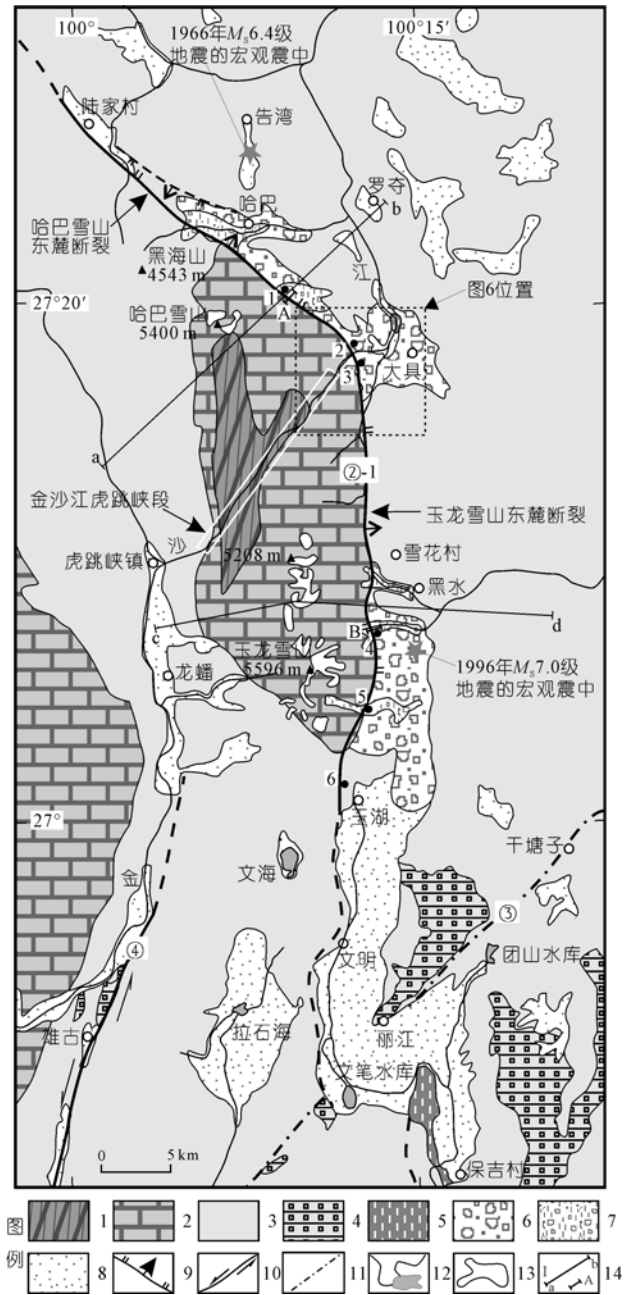 100°
100°15′
1966年MS6.4级
地震的宏观震中
陆家村
告湾
罗夺
b
哈巴
哈巴雪山
东麓断裂
黑海山
4543 m
江
27°20′
1
A
图6位置
哈巴雪山
5400 m
2
3
大具
a
②-1
金沙江虎跳峡段
玉龙雪山东麓断裂
沙
虎跳峡镇
5208 m
雪花村
黑水
c
d
B
4
玉龙雪
5596 m
龙蟠
1996年MS7.0级
地震的宏观震中
5
6
27°
玉湖
干塘子
文海
金
③
④
文明
团山水库
雄古
拉石海
丽江
文笔水库
0 5 km
保吉村
图例
1 2 3 4 5 6 7
8 9 10 11 12 13 14
I a b A